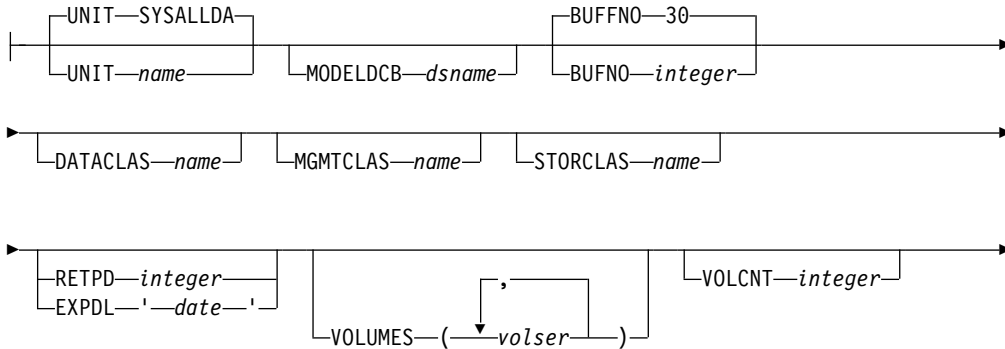 UNIT SYSALLDA BUFFNO 30
UNIT name MODELDCB dsname BUFNO integer
DATACLAS name MGMTCLAS name STORCLAS name
RETPD integer VOLCNT integer
EXPDL ' date ' ,
VOLUMES ( volser )